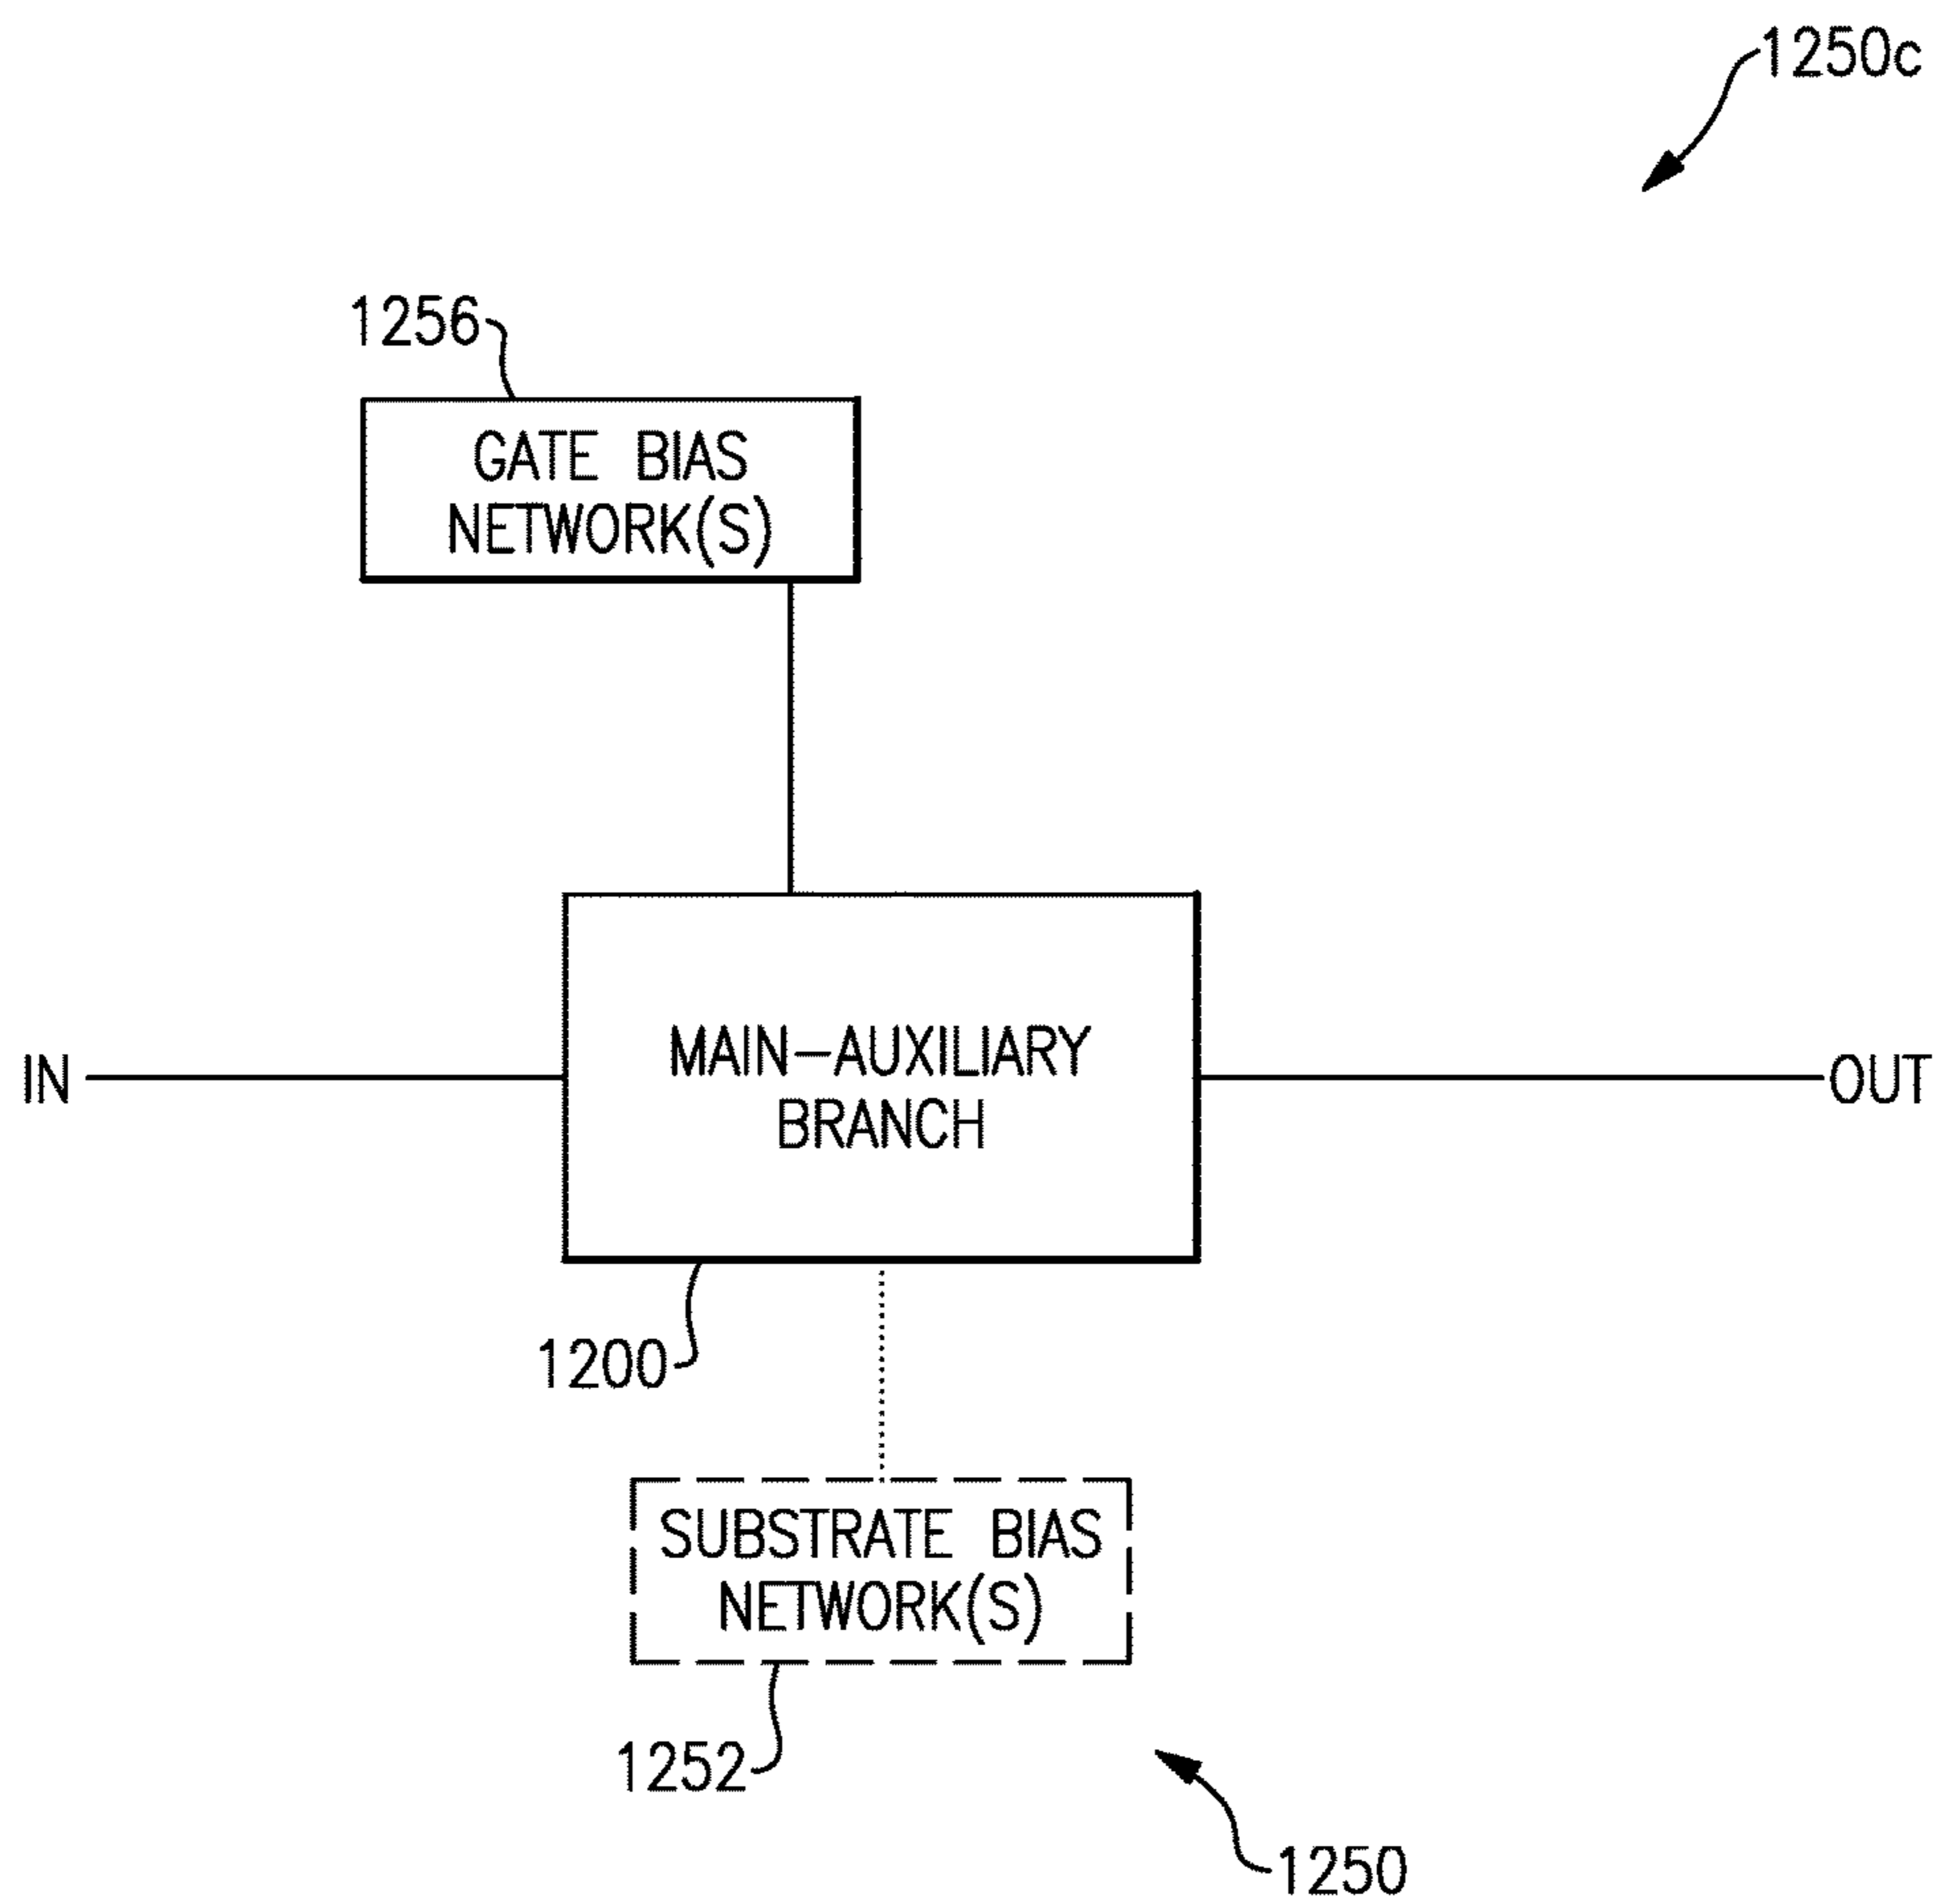 1250c
1256
GATE BIAS
NETWORK(S)
IN
MAIN-AUXILIARY
BRANCH
OUT
1200
SUBSTRATE BIAS
NETWORK(S)
1252
1250